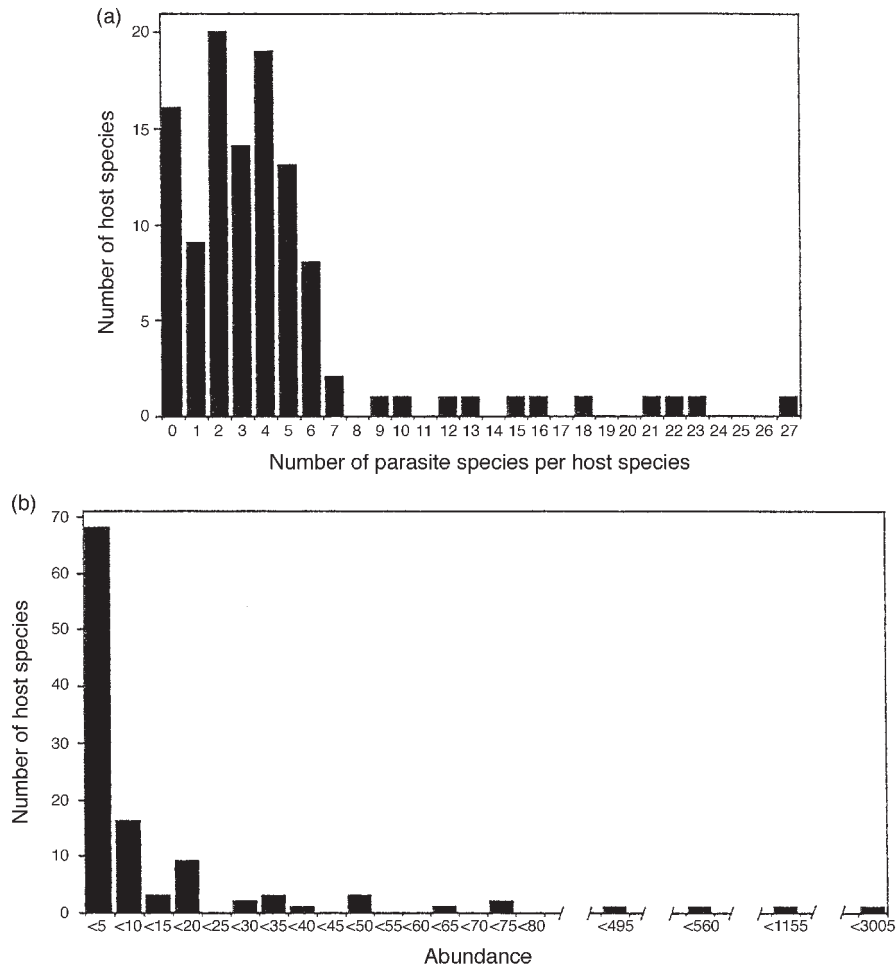 (a)
20
15
10
5
0
Number of host species
0 1 2 3 4 5 6 7 8 9 10 11 12 13 14 15 16 17 18 19 20 21 22 23 24 25 26 27
Number of parasite species per host species
(b)
70
60
50
40
30
20
10
0
Number of host species
<5 <10 <15 <20 <25 <30 <35 <40 <45 <50 <55 <60 <65 <70 <75 <80 <495 <560 <1155 <3005
Abundance